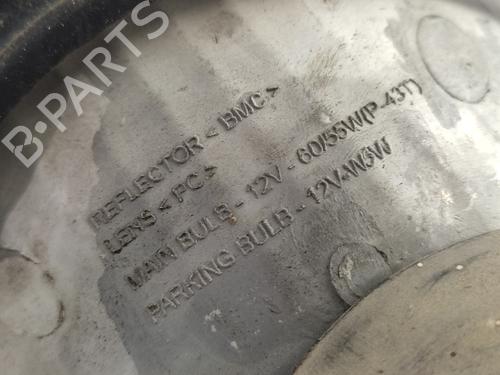 B-Parts
REFLECTOR < BMC >
LENS < PC >
MAIN BULB - 12V - 60/55W(P 43T)
PARKING BULB - 12V-W5W